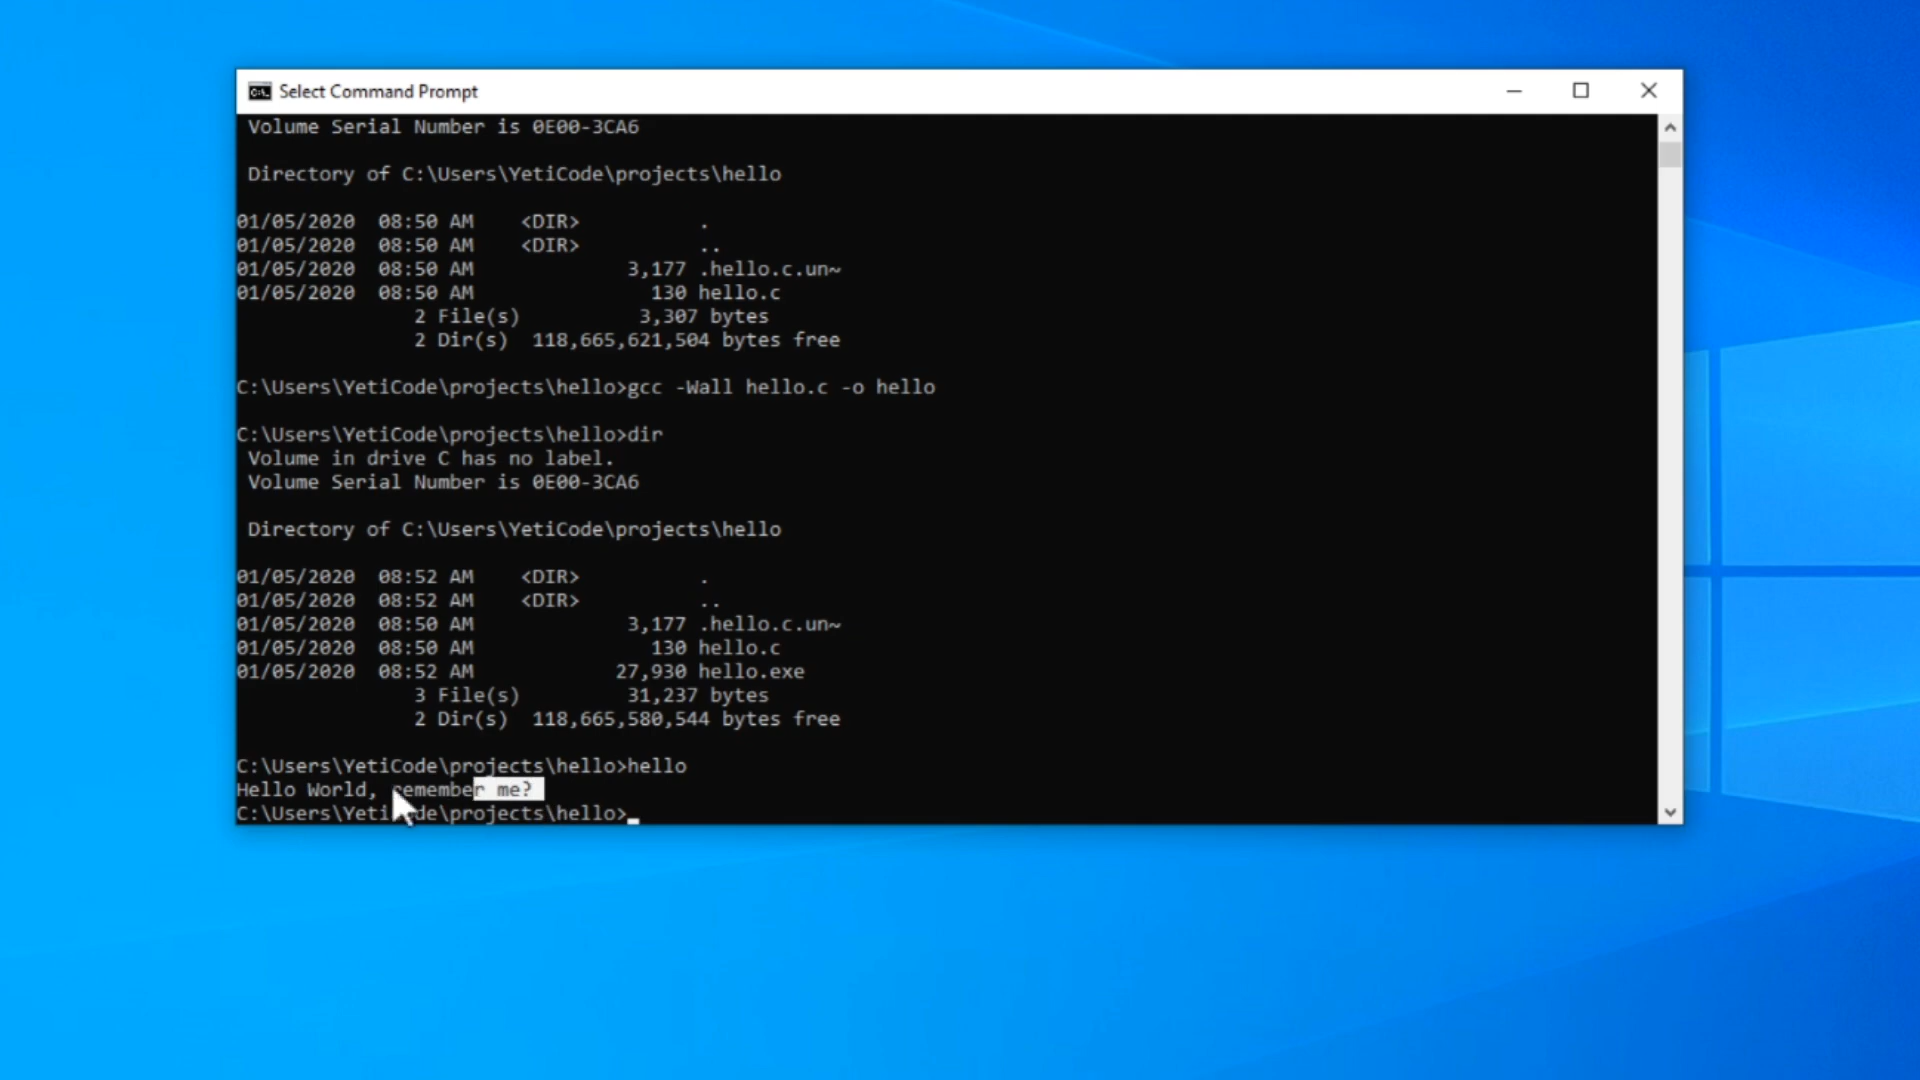 Select Command Prompt
Volume Serial Number is 0E00-3CA6
Directory of C:\Users\YetiCode\projects\hello
01/05/2020 08:50 AM <DIR> .
01/05/2020 08:50 AM <DIR> ..
01/05/2020 08:50 AM 3,177 .hello.c.un~
01/05/2020 08:50 AM 130 hello.c
2 File(s) 3,307 bytes
2 Dir(s) 118,665,621,504 bytes free
C:\Users\YetiCode\projects\hello>gcc -Wall hello.c -o hello
C:\Users\YetiCode\projects\hello>dir
Volume in drive C has no label.
Volume Serial Number is 0E00-3CA6
Directory of C:\Users\YetiCode\projects\hello
01/05/2020 08:52 AM <DIR> .
01/05/2020 08:52 AM <DIR> ..
01/05/2020 08:50 AM 3,177 .hello.c.un~
01/05/2020 08:50 AM 130 hello.c
01/05/2020 08:52 AM 27,930 hello.exe
3 File(s) 31,237 bytes
2 Dir(s) 118,665,580,544 bytes free
C:\Users\YetiCode\projects\hello>hello
Hello World, remember me?
C:\Users\YetiCode\projects\hello>